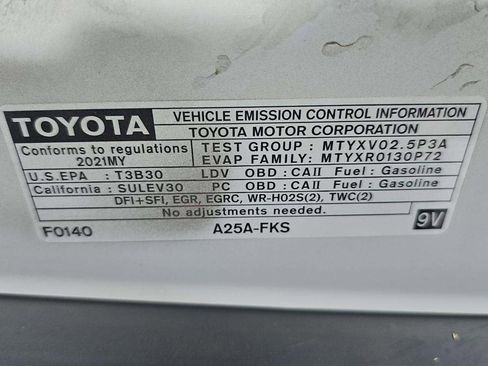 TOYOTA
VEHICLE EMISSION CONTROL INFORMATION
TOYOTA MOTOR CORPORATION
Conforms to regulations
2021MY
TEST GROUP : MTYXV02.5P3A
EVAP FAMILY: MTYXR0130P72
U.S.EPA : T3B30 LDV OBD : CAII Fuel : Gasoline
California : SULEV30 PC OBD : CAII Fuel : Gasoline
DFI+SFI, EGR, EGRC, WR-HO2S(2), TWC(2)
No adjustments needed.
F0140 A25A-FKS 9V